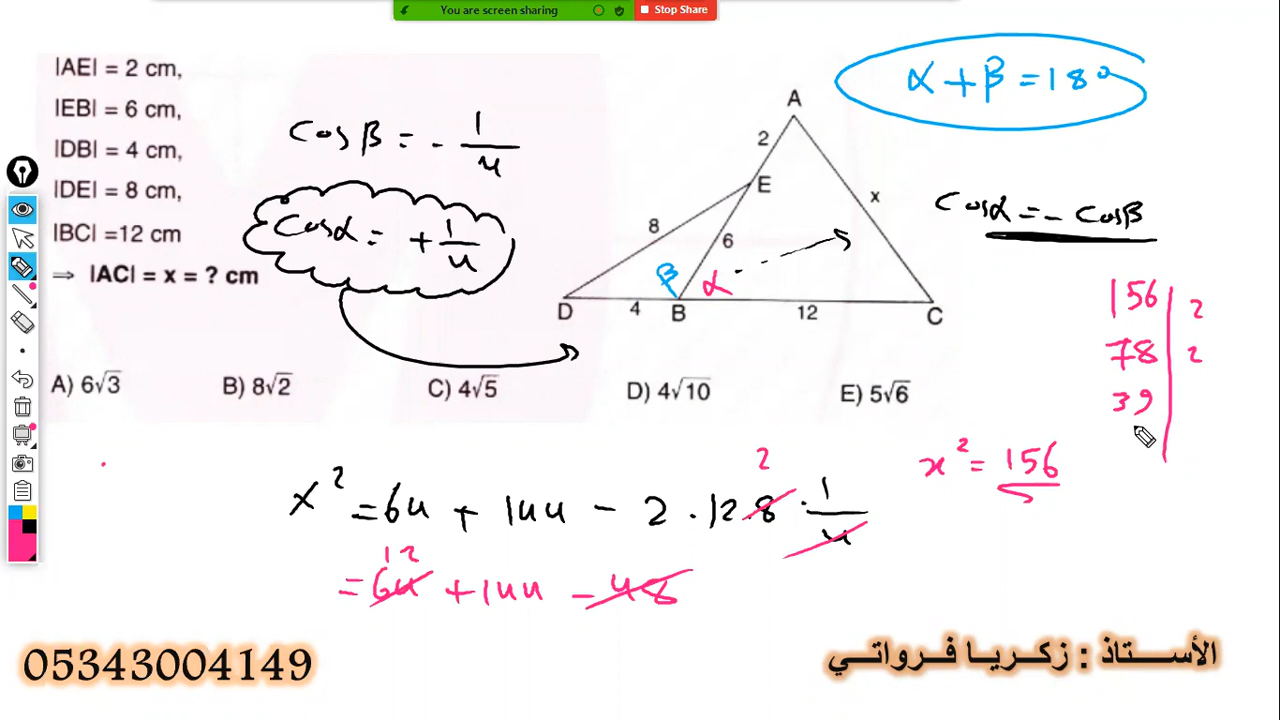 You are screen sharing Stop Share
|AE| = 2 cm,
|EB| = 6 cm,
|DB| = 4 cm,
|DE| = 8 cm,
|BC| =12 cm
⇒ |AC| = x = ? cm
Cosβ = - 1/4
Cosα = + 1/4
α + β = 180
A
2
E
x
8
6
β
α
D
4
B
12
C
Cosα = - Cosβ
156 2
78 2
39
A) 6√3 B) 8√2 C) 4√5 D) 4√10 E) 5√6
x² = 64 + 144 - 2 . 12 . 8 . 1/4
2
12
= 64 + 144 - 48
x² = 156
05343004149
الأستاذ : زكريا فرواتي